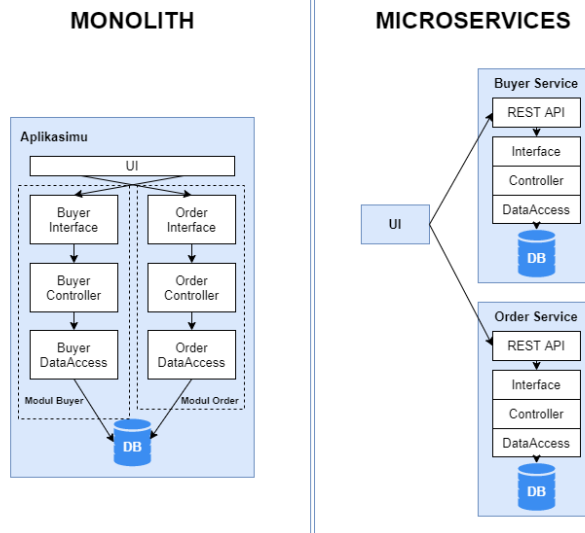 MONOLITH
Aplikasimu
UI
Buyer
Interface
Order
Interface
Buyer
Controller
Order
Controller
Buyer
DataAccess
Order
DataAccess
Modul Buyer
Modul Order
DB
MICROSERVICES
UI
Buyer Service
REST API
Interface
Controller
DataAccess
DB
Order Service
REST API
Interface
Controller
DataAccess
DB